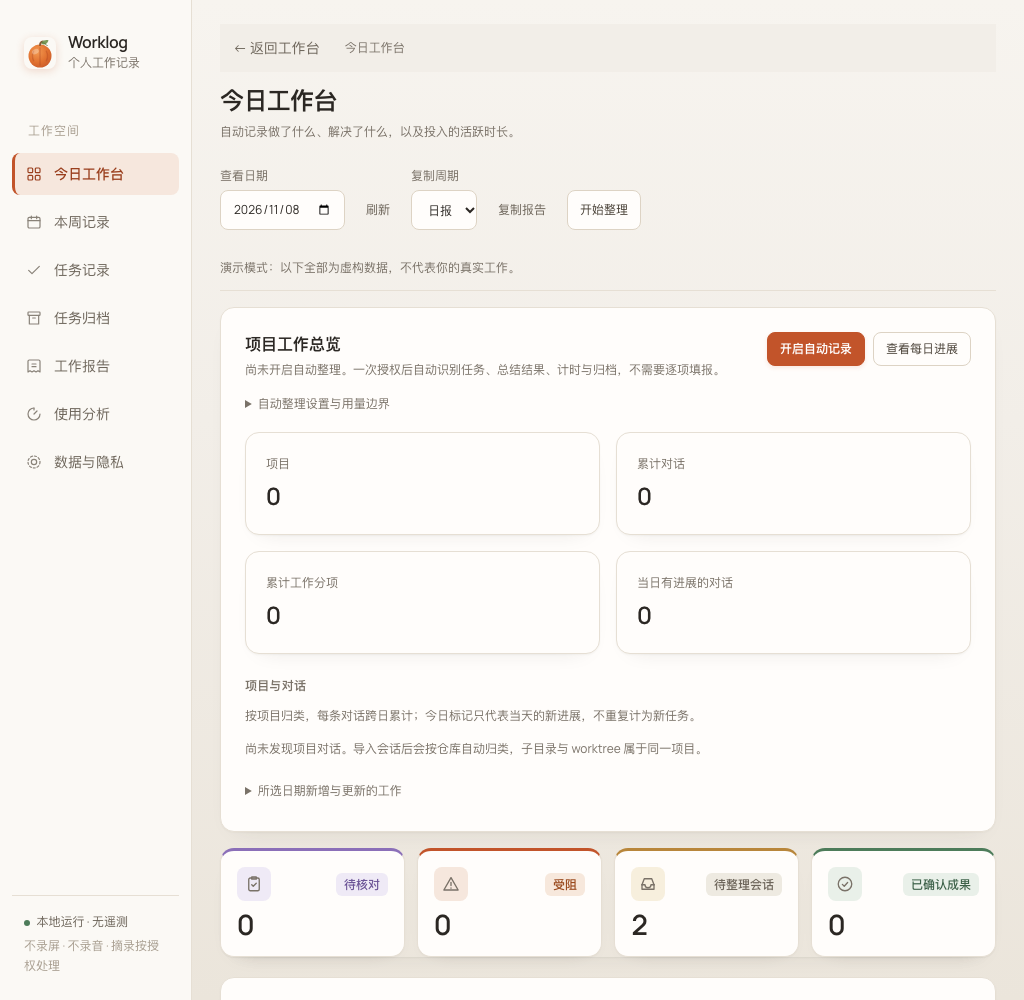 Worklog
个人工作记录
工作空间
今日工作台
本周记录
任务记录
任务归档
工作报告
使用分析
数据与隐私
本地运行 · 无遥测
不录屏 · 不录音 · 摘录按授
权处理
← 返回工作台 今日工作台
今日工作台
自动记录做了什么、解决了什么，以及投入的活跃时长。
查看日期 复制周期
2026/11/08 刷新 日报 复制报告 开始整理
演示模式：以下全部为虚构数据，不代表你的真实工作。
项目工作总览
开启自动记录 查看每日进展
尚未开启自动整理。一次授权后自动识别任务、总结结果、计时与归档，不需要逐项填报。
▶ 自动整理设置与用量边界
项目
0
累计对话
0
累计工作分项
0
当日有进展的对话
0
项目与对话
按项目归类，每条对话跨日累计；今日标记只代表当天的新进展，不重复计为新任务。
尚未发现项目对话。导入会话后会按仓库自动归类，子目录与 worktree 属于同一项目。
▶ 所选日期新增与更新的工作
待核对
0
受阻
0
待整理会话
2
已确认成果
0